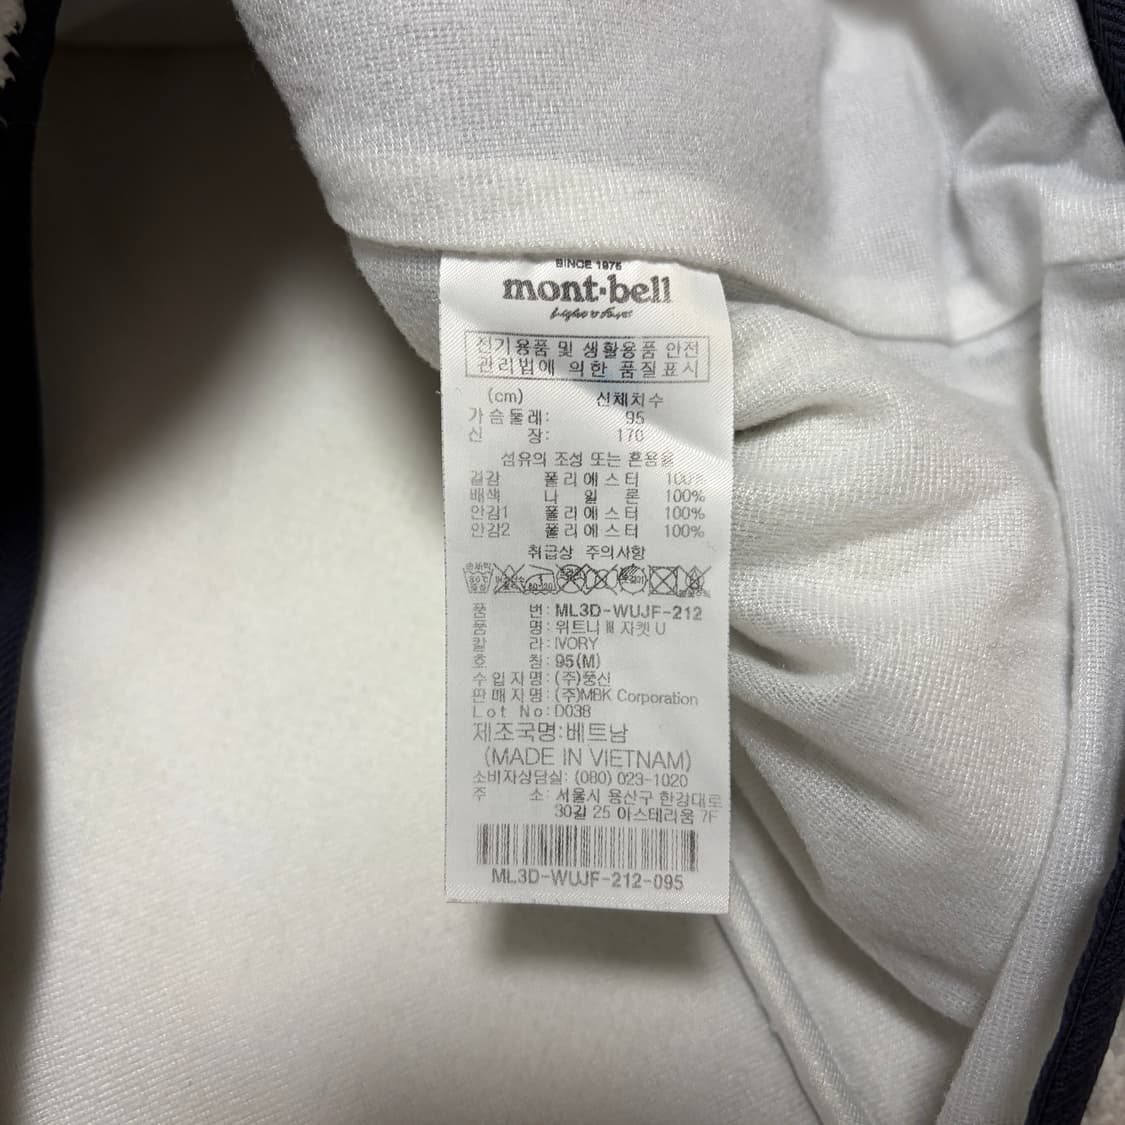 SINCE 1975
mont·bell
Light & Fast
전기용품 및 생활용품 안전
관리법에 의한 품질표시
(cm) 신체치수
가슴둘레: 95
신 장: 170
섬유의 조성 또는 혼용율
겉감 폴리에스터 100%
배색 나 일 론 100%
안감1 폴리에스터 100%
안감2 폴리에스터 100%
취급상 주의사항
품 번: ML3D-WUJF-212
품 명: 위트니Ⅲ 자켓 U
칼 라: IVORY
호 칭: 95(M)
수입자명: (주)풍신
판매자명: (주)MBK Corporation
Lot No: D038
제조국명:베트남
(MADE IN VIETNAM)
소비자상담실: (080) 023-1020
주 소: 서울시 용산구 한강대로
30길 25 아스테리움 7F
ML3D-WUJF-212-095